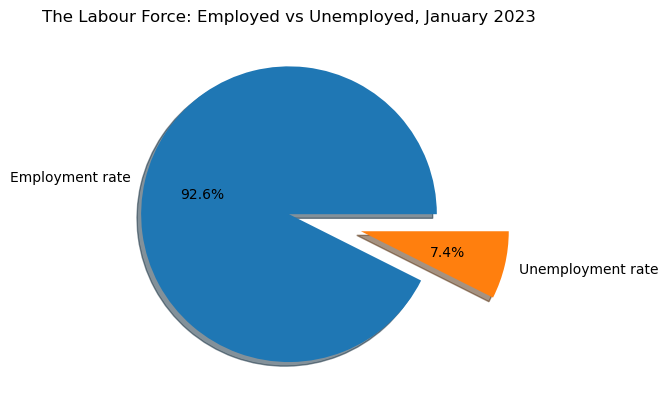 The Labour Force: Employed vs Unemployed, January 2023
Employment rate
92.6%
7.4%
Unemployment rate